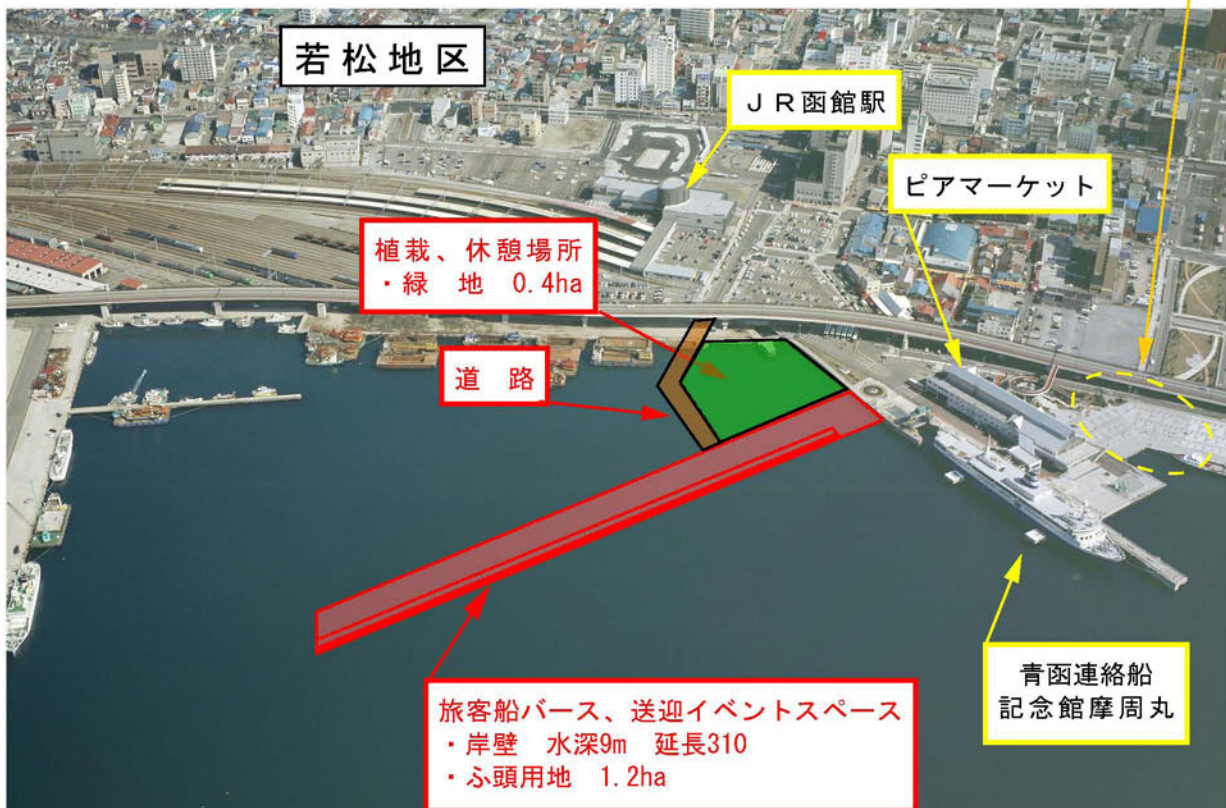 若松地区
ＪＲ函館駅
ピアマーケット
植栽、休憩場所
・緑　地　0.4ha
道　路
旅客船バース、送迎イベントスペース
・岸壁　水深9m　延長310
・ふ頭用地　1.2ha
青函連絡船
記念館摩周丸